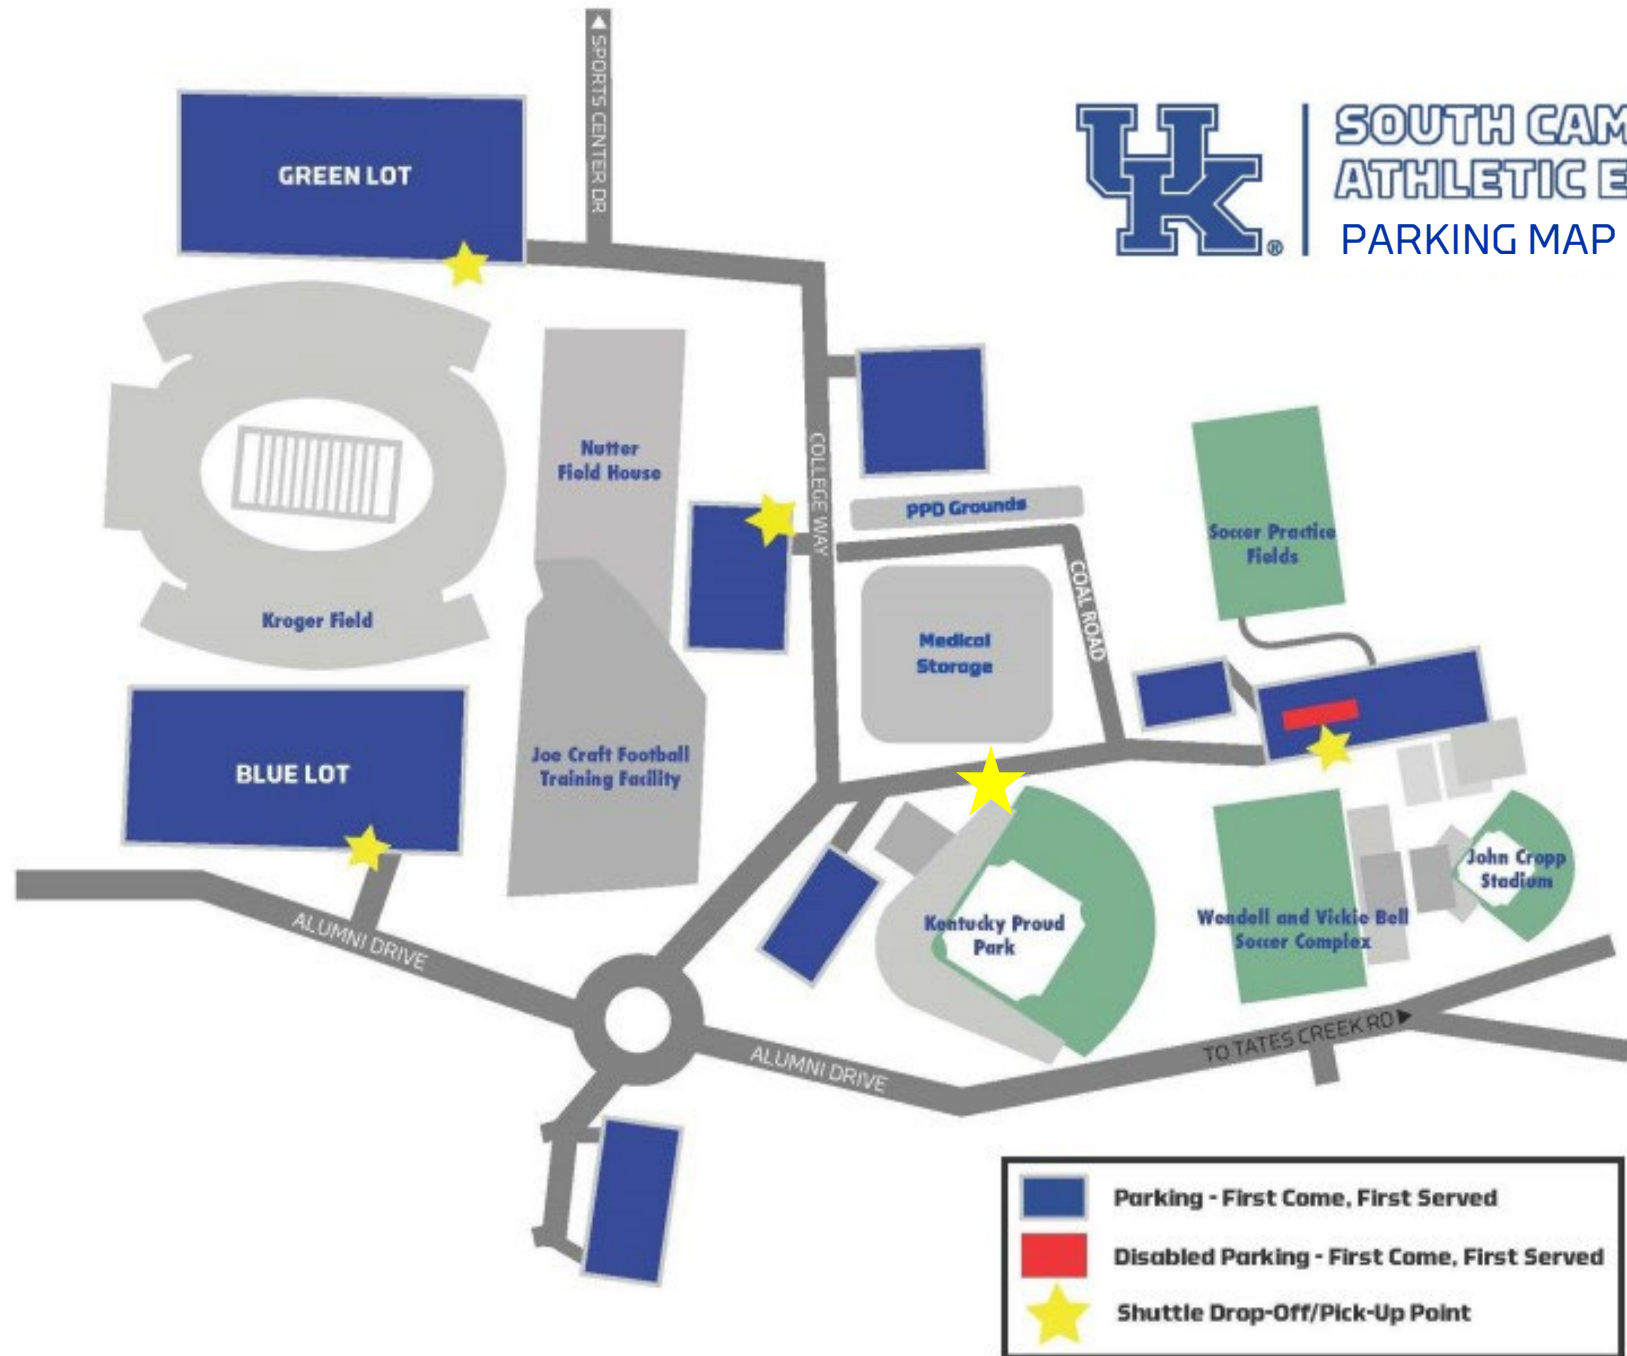 ▲ SPORTS CENTER DR
UK®
SOUTH CAM
ATHLETIC E
PARKING MAP
GREEN LOT
Nutter
Field House
COLLEGE WAY
PPD Grounds
Soccer Practice
Fields
COAL ROAD
Kroger Field
Medical
Storage
BLUE LOT
Joe Craft Football
Training Facility
John Cropp
Stadium
Kentucky Proud
Park
Wendell and Vickie Bell
Soccer Complex
ALUMNI DRIVE
ALUMNI DRIVE
TO TATES CREEK RD ▶
Parking - First Come, First Served
Disabled Parking - First Come, First Served
Shuttle Drop-Off/Pick-Up Point